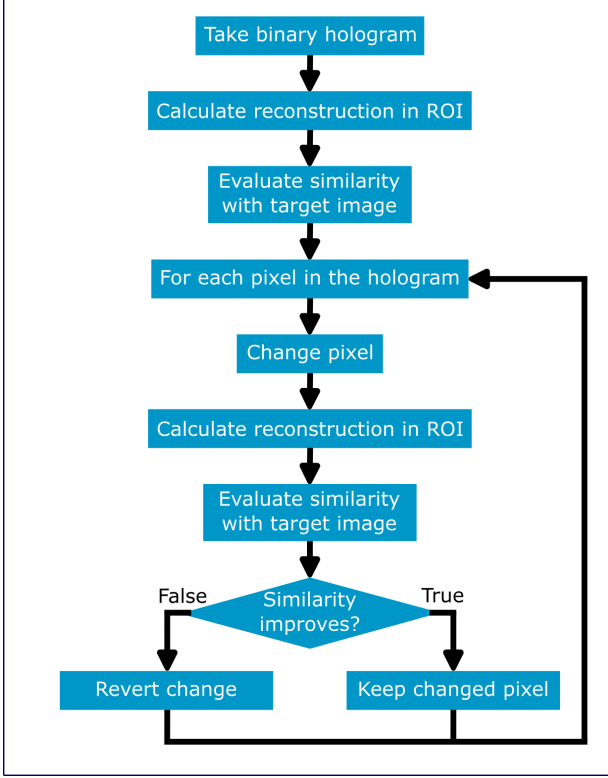 Take binary hologram
Calculate reconstruction in ROI
Evaluate similarity
with target image
For each pixel in the hologram
Change pixel
Calculate reconstruction in ROI
Evaluate similarity
with target image
False
Similarity
improves?
True
Revert change
Keep changed pixel